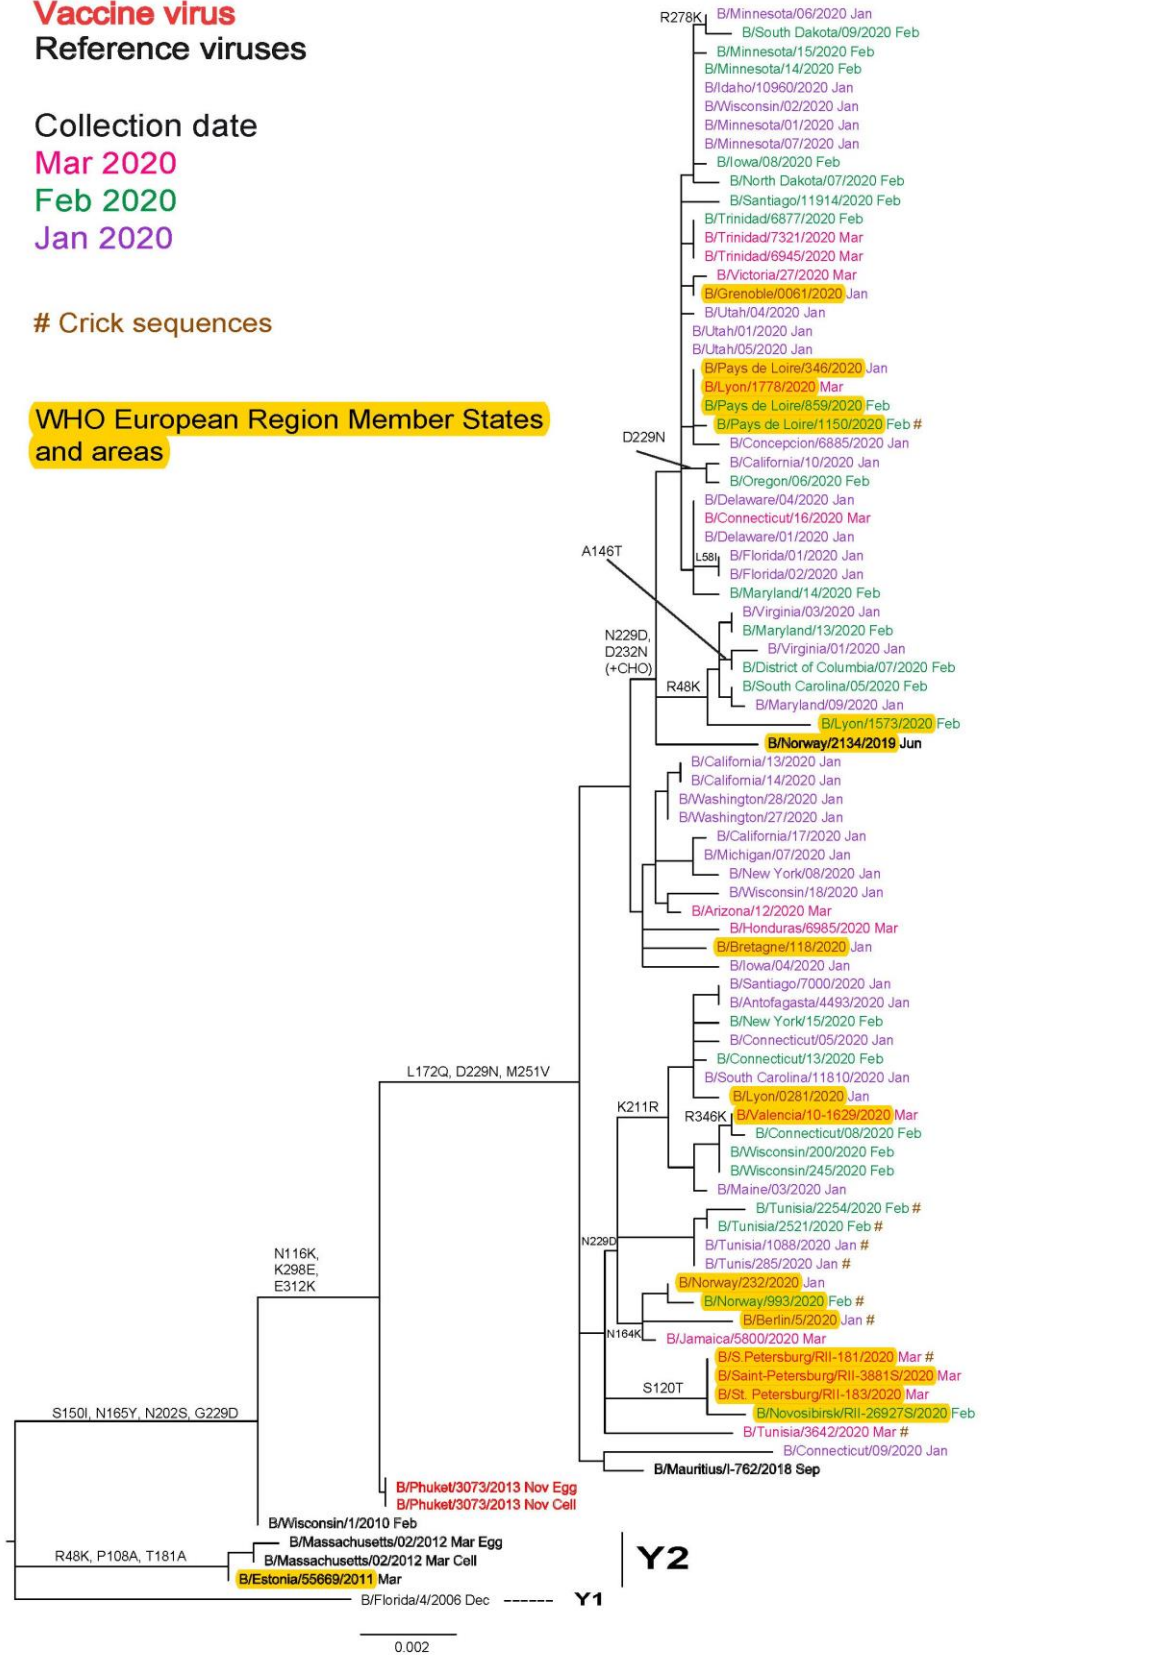 Vaccine virus
Reference viruses
Collection date
Mar 2020
Feb 2020
Jan 2020
# Crick sequences
WHO European Region Member States
and areas
R278K
B/Minnesota/06/2020 Jan
B/South Dakota/09/2020 Feb
B/Minnesota/15/2020 Feb
B/Minnesota/14/2020 Feb
B/Idaho/10960/2020 Jan
B/Wisconsin/02/2020 Jan
B/Minnesota/01/2020 Jan
B/Minnesota/07/2020 Jan
B/Iowa/08/2020 Feb
B/North Dakota/07/2020 Feb
B/Santiago/11914/2020 Feb
B/Trinidad/6877/2020 Feb
B/Trinidad/7321/2020 Mar
B/Trinidad/6945/2020 Mar
B/Victoria/27/2020 Mar
B/Grenoble/0061/2020 Jan
B/Utah/04/2020 Jan
B/Utah/01/2020 Jan
B/Utah/05/2020 Jan
B/Pays de Loire/346/2020 Jan
B/Lyon/1778/2020 Mar
B/Pays de Loire/859/2020 Feb
B/Pays de Loire/1150/2020 Feb #
D229N
B/Concepcion/6885/2020 Jan
B/California/10/2020 Jan
B/Oregon/06/2020 Feb
B/Delaware/04/2020 Jan
B/Connecticut/16/2020 Mar
B/Delaware/01/2020 Jan
A146T
L58I
B/Florida/01/2020 Jan
B/Florida/02/2020 Jan
B/Maryland/14/2020 Feb
B/Virginia/03/2020 Jan
B/Maryland/13/2020 Feb
N229D,
D232N
(+CHO)
B/Virginia/01/2020 Jan
B/District of Columbia/07/2020 Feb
R48K
B/South Carolina/05/2020 Feb
B/Maryland/09/2020 Jan
B/Lyon/1573/2020 Feb
B/Norway/2134/2019 Jun
B/California/13/2020 Jan
B/California/14/2020 Jan
B/Washington/28/2020 Jan
B/Washington/27/2020 Jan
B/California/17/2020 Jan
B/Michigan/07/2020 Jan
B/New York/08/2020 Jan
B/Wisconsin/18/2020 Jan
B/Arizona/12/2020 Mar
B/Honduras/6985/2020 Mar
B/Bretagne/118/2020 Jan
B/Iowa/04/2020 Jan
B/Santiago/7000/2020 Jan
B/Antofagasta/4493/2020 Jan
B/New York/15/2020 Feb
B/Connecticut/05/2020 Jan
B/Connecticut/13/2020 Feb
L172Q, D229N, M251V
B/South Carolina/11810/2020 Jan
B/Lyon/0281/2020 Jan
K211R
R346K
B/Valencia/10-1629/2020 Mar
B/Connecticut/08/2020 Feb
B/Wisconsin/200/2020 Feb
B/Wisconsin/245/2020 Feb
B/Maine/03/2020 Jan
B/Tunisia/2254/2020 Feb #
B/Tunisia/2521/2020 Feb #
N229D
B/Tunisia/1088/2020 Jan #
B/Tunis/285/2020 Jan #
N116K,
K298E,
E312K
B/Norway/232/2020 Jan
B/Norway/993/2020 Feb #
B/Berlin/5/2020 Jan #
N164K
B/Jamaica/5800/2020 Mar
B/S.Petersburg/RII-181/2020 Mar #
B/Saint-Petersburg/RII-3881S/2020 Mar
S120T
B/St. Petersburg/RII-183/2020 Mar
S150I, N165Y, N202S, G229D
B/Novosibirsk/RII-26927S/2020 Feb
B/Tunisia/3642/2020 Mar #
B/Connecticut/09/2020 Jan
B/Mauritius/I-762/2018 Sep
B/Phuket/3073/2013 Nov Egg
B/Phuket/3073/2013 Nov Cell
B/Wisconsin/1/2010 Feb
B/Massachusetts/02/2012 Mar Egg
R48K, P108A, T181A
B/Massachusetts/02/2012 Mar Cell
Y2
B/Estonia/55669/2011 Mar
B/Florida/4/2006 Dec ------ Y1
0.002